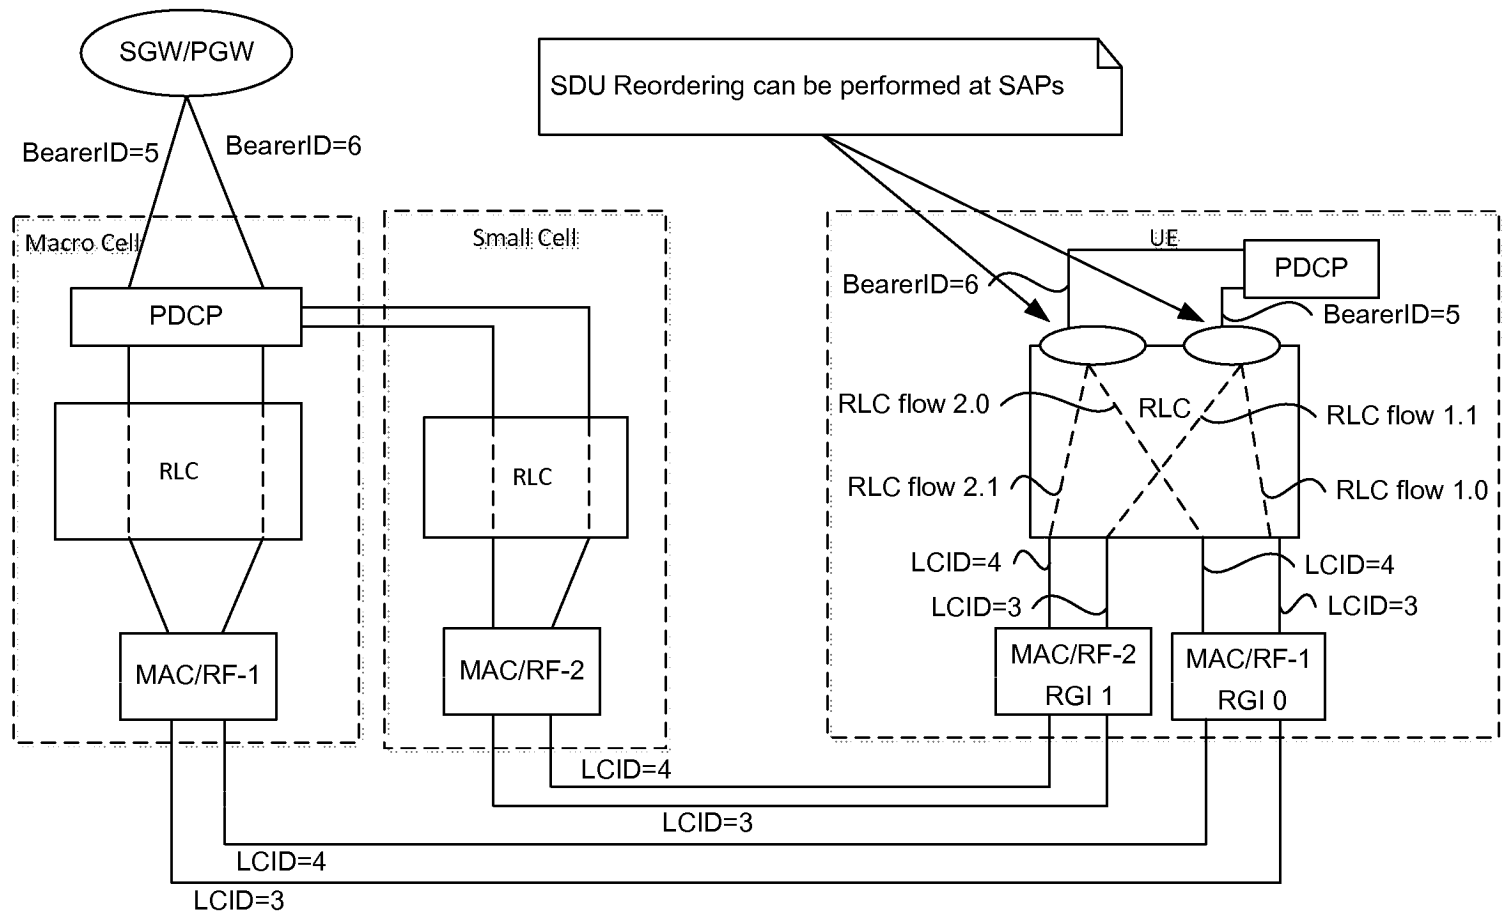 SGW/PGW
SDU Reordering can be performed at SAPs
BearerID=5
BearerID=6
Macro Cell
Small Cell
UE
PDCP
PDCP
BearerID=6
BearerID=5
RLC flow 2.0
RLC
RLC flow 1.1
RLC
RLC
RLC flow 2.1
RLC flow 1.0
LCID=4
LCID=4
LCID=3
LCID=3
MAC/RF-1
MAC/RF-2
MAC/RF-2
RGI 1
MAC/RF-1
RGI 0
LCID=4
LCID=3
LCID=4
LCID=3